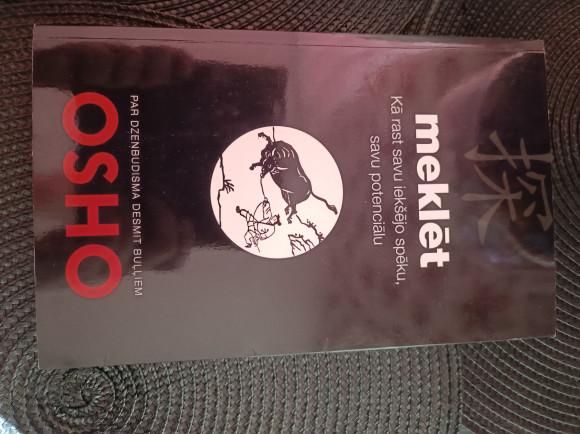 探
meklēt
Kā rast savu iekšējo spēku,
savu potenciālu
PAR DZENBUDISMA DESMIT BUĻĻIEM
OSHO